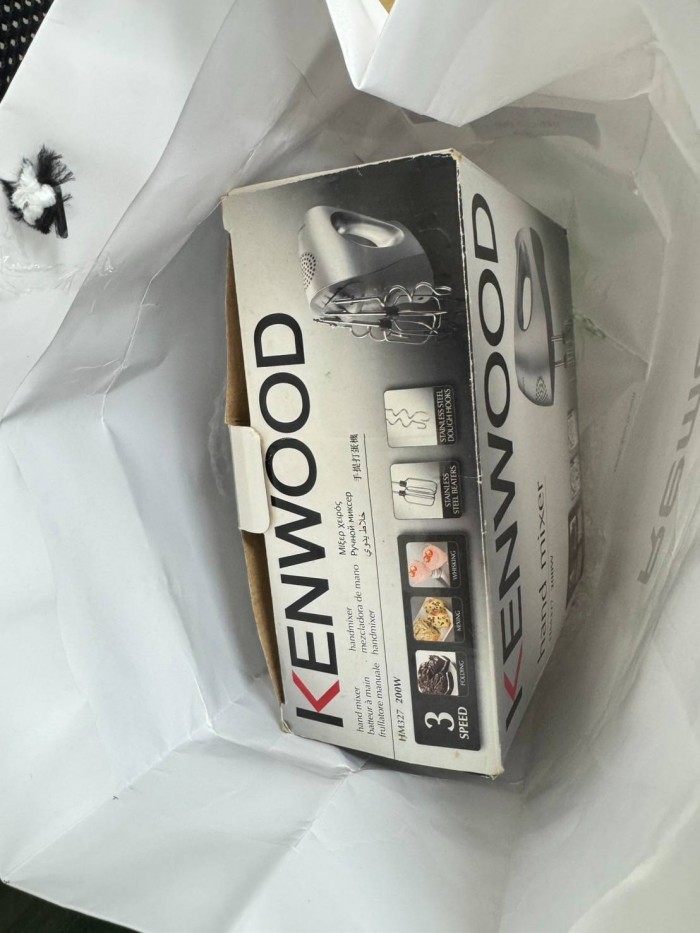 KENWOOD
hand mixer
batteur à main
frullatore manuale
handmixer
mezcladora de mano
handmixer
Μίξερ χειρός
Ручной миксер
خلاط يدوي
手提打蛋機
HM327 200W
3
SPEED
FOLDING
MIXING
WHISKING
STAINLESS
STEEL BEATERS
STAINLESS STEEL
DOUGH HOOKS
KENWOOD
hand mixer